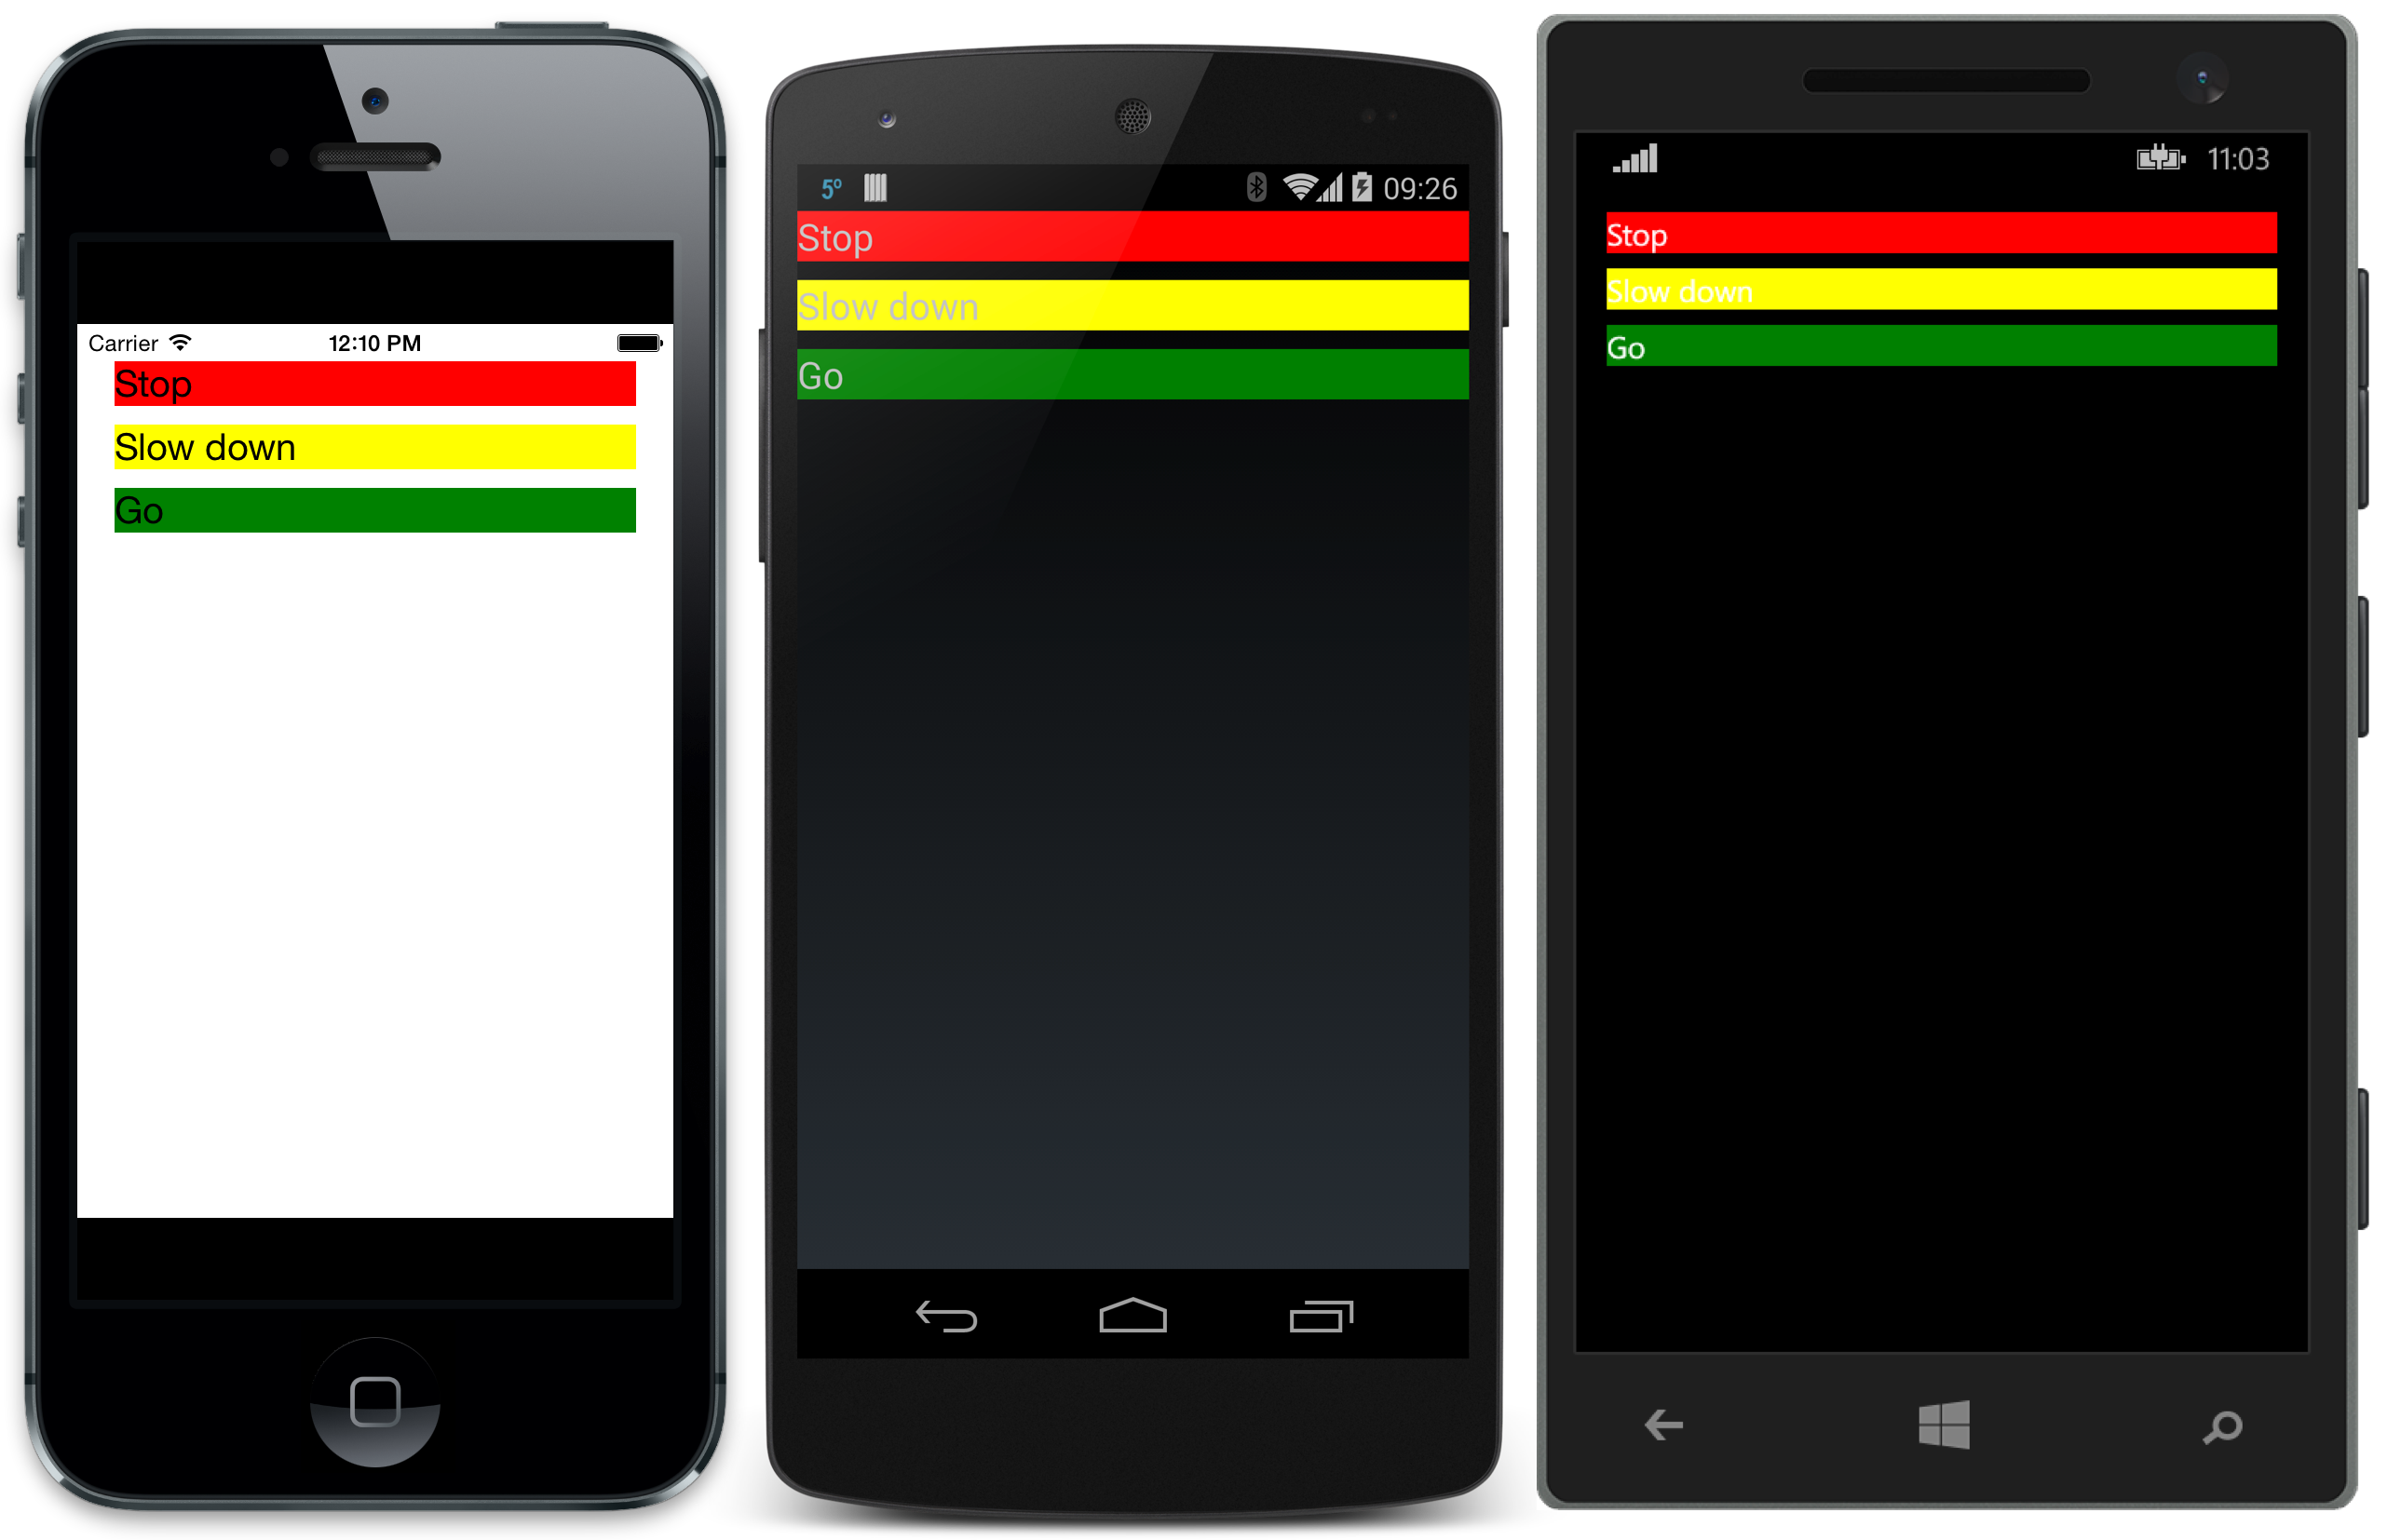 Carrier 12:10 PM
Stop
Slow down
Go
5° 09:26
Stop
Slow down
Go
11:03
Stop
Slow down
Go